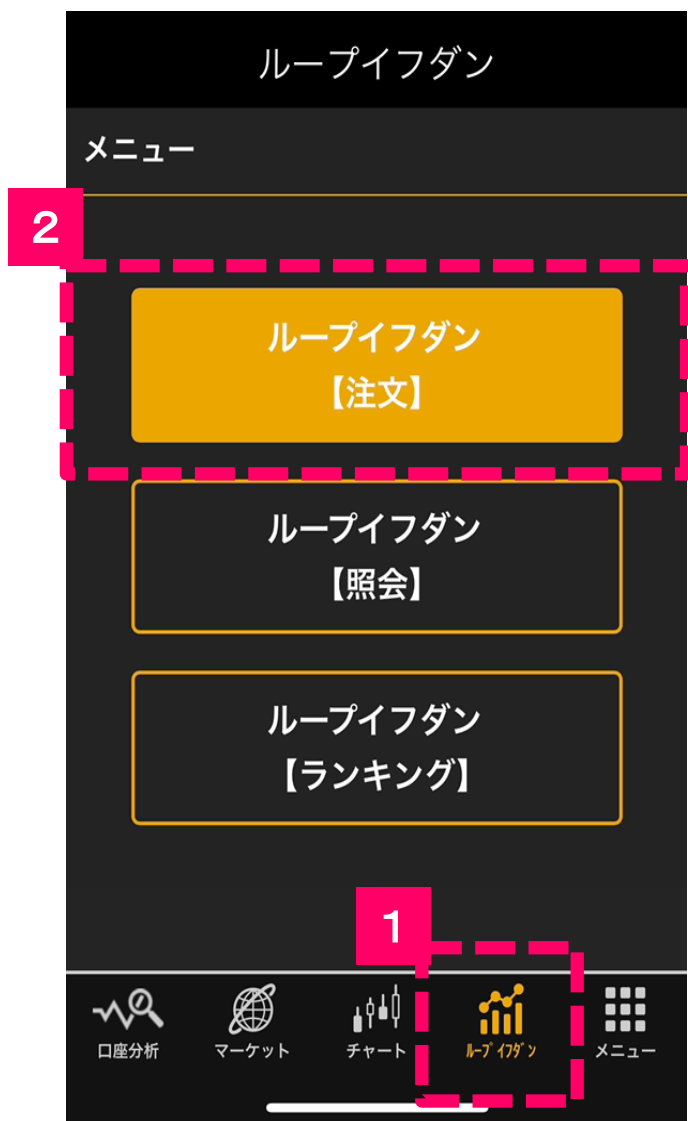 ループイフダン
メニュー
2
ループイフダン
【注文】
ループイフダン
【照会】
ループイフダン
【ランキング】
1
口座分析
マーケット
チャート
ﾙｰﾌﾟｲﾌﾀﾞﾝ
メニュー